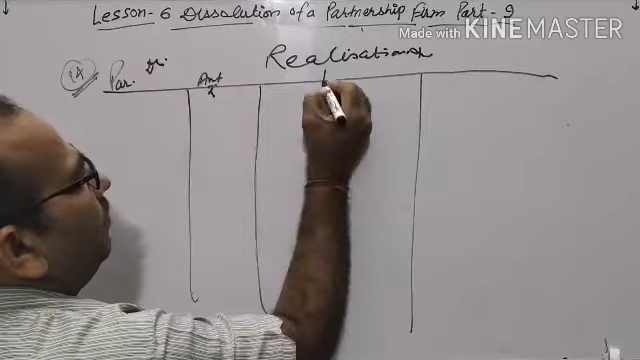 Lesson-6 Dissolution of a Partnership Firm Part-9
Made with KINEMASTER
Realisation
Par. Dr. Amt